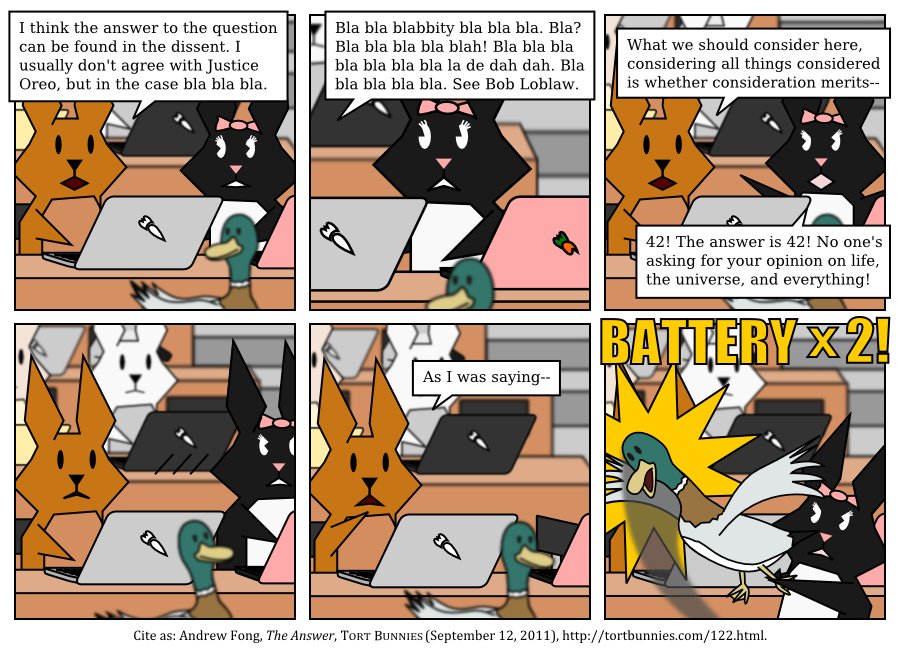 I think the answer to the question
can be found in the dissent. I
usually don't agree with Justice
Oreo, but in the case bla bla bla.
Bla bla blabbity bla bla bla. Bla?
Bla bla bla bla blah! Bla bla bla
bla bla bla bla la de dah dah. Bla
bla bla bla bla. See Bob Loblaw.
What we should consider here,
considering all things considered
is whether consideration merits--
42! The answer is 42! No one's
asking for your opinion on life,
the universe, and everything!
As I was saying--
BATTERY x 2!
Cite as: Andrew Fong, The Answer, TORT BUNNIES (September 12, 2011), http://tortbunnies.com/122.html.